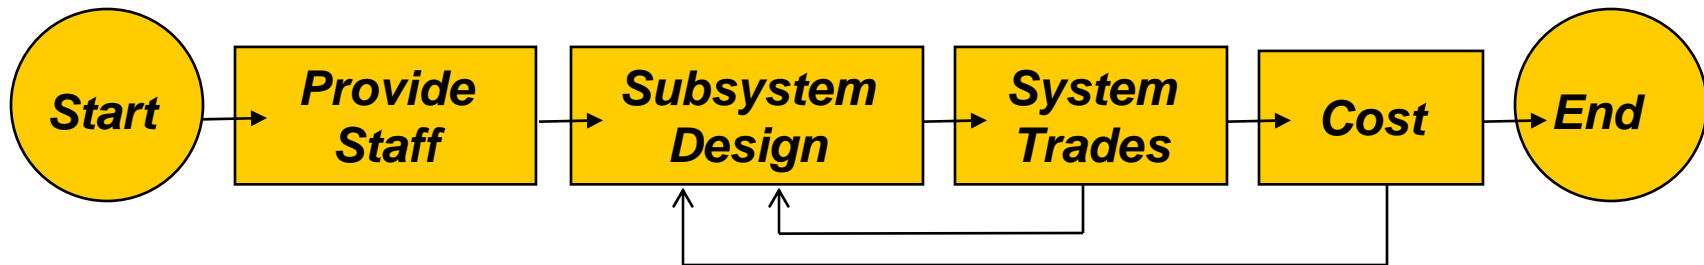 Start
Provide
Staff
Subsystem
Design
System
Trades
Cost
End